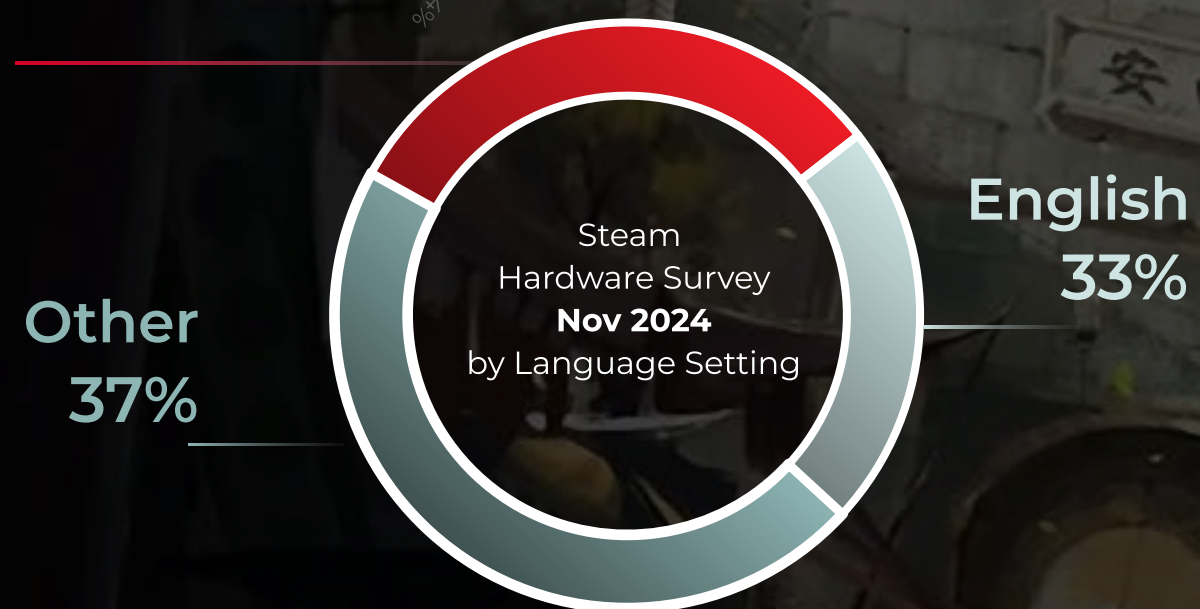 安
English
33%
Steam
Hardware Survey
Nov 2024
by Language Setting
Other
37%